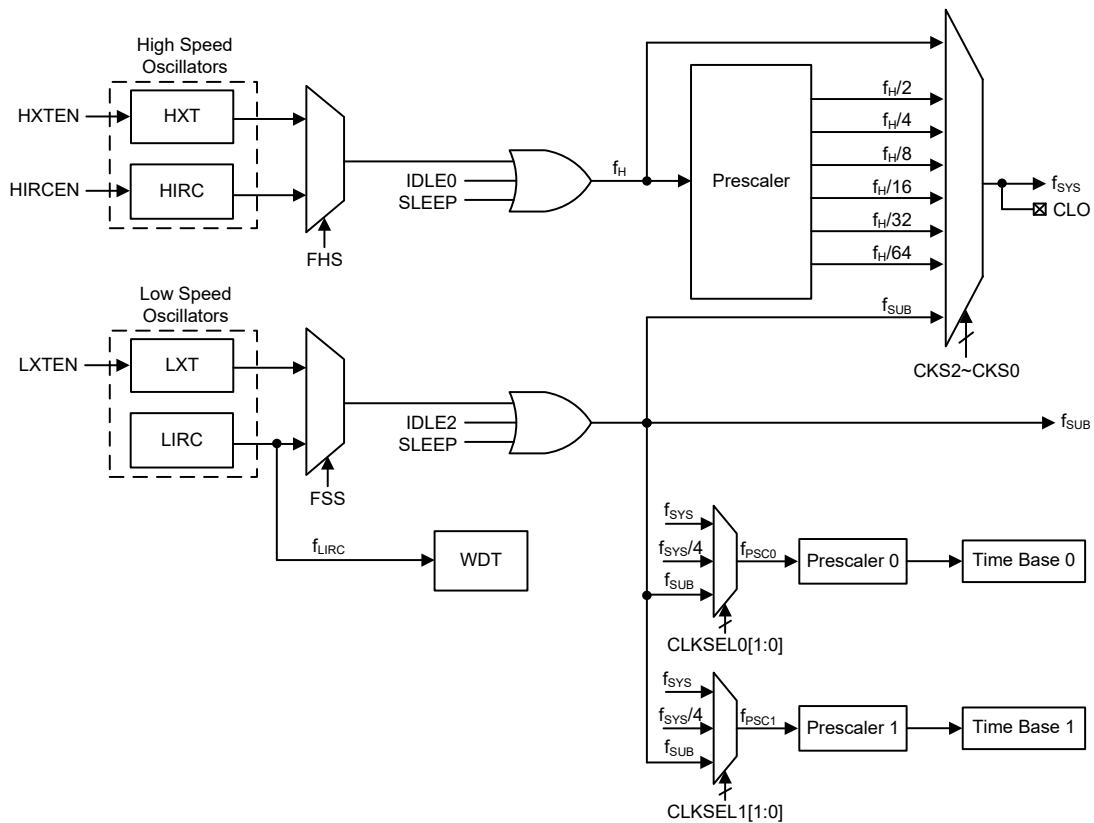 High Speed
Oscillators
HXTEN
HXT
HIRCEN
HIRC
FHS
IDLE0
SLEEP
fH
Prescaler
fH/2
fH/4
fH/8
fH/16
fH/32
fH/64
fSUB
CKS2~CKS0
fSYS
CLO
Low Speed
Oscillators
LXTEN
LXT
LIRC
FSS
IDLE2
SLEEP
fSUB
fLIRC
WDT
fSYS
fSYS/4
fSUB
fPSC0
Prescaler 0
Time Base 0
CLKSEL0[1:0]
fSYS
fSYS/4
fSUB
fPSC1
Prescaler 1
Time Base 1
CLKSEL1[1:0]